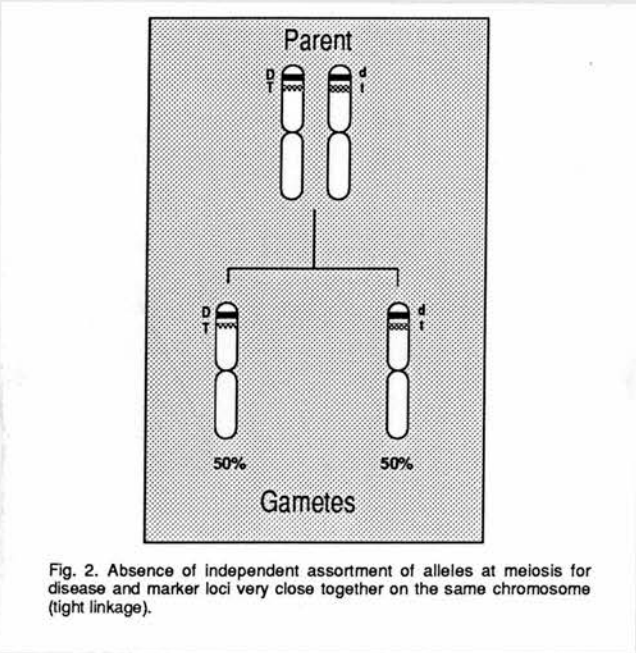 Parent
D d
T t
D d
T t
50% 50%
Gametes
Fig. 2. Absence of independent assortment of alleles at meiosis for
disease and marker loci very close together on the same chromosome
(tight linkage).